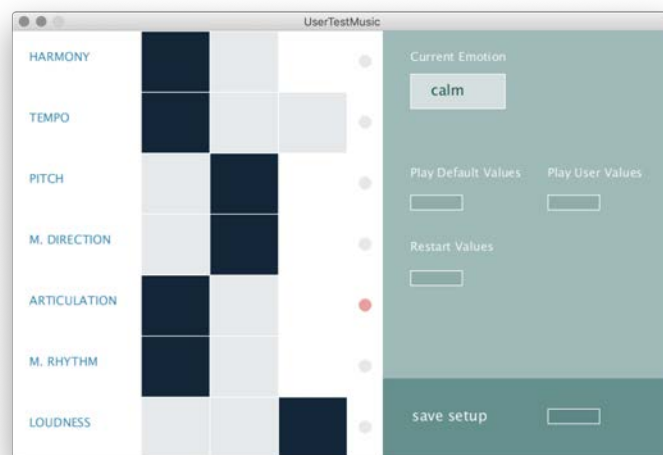 UserTestMusic
HARMONY
TEMPO
PITCH
M. DIRECTION
ARTICULATION
M. RHYTHM
LOUDNESS
Current Emotion
calm
Play Default Values
Play User Values
Restart Values
save setup